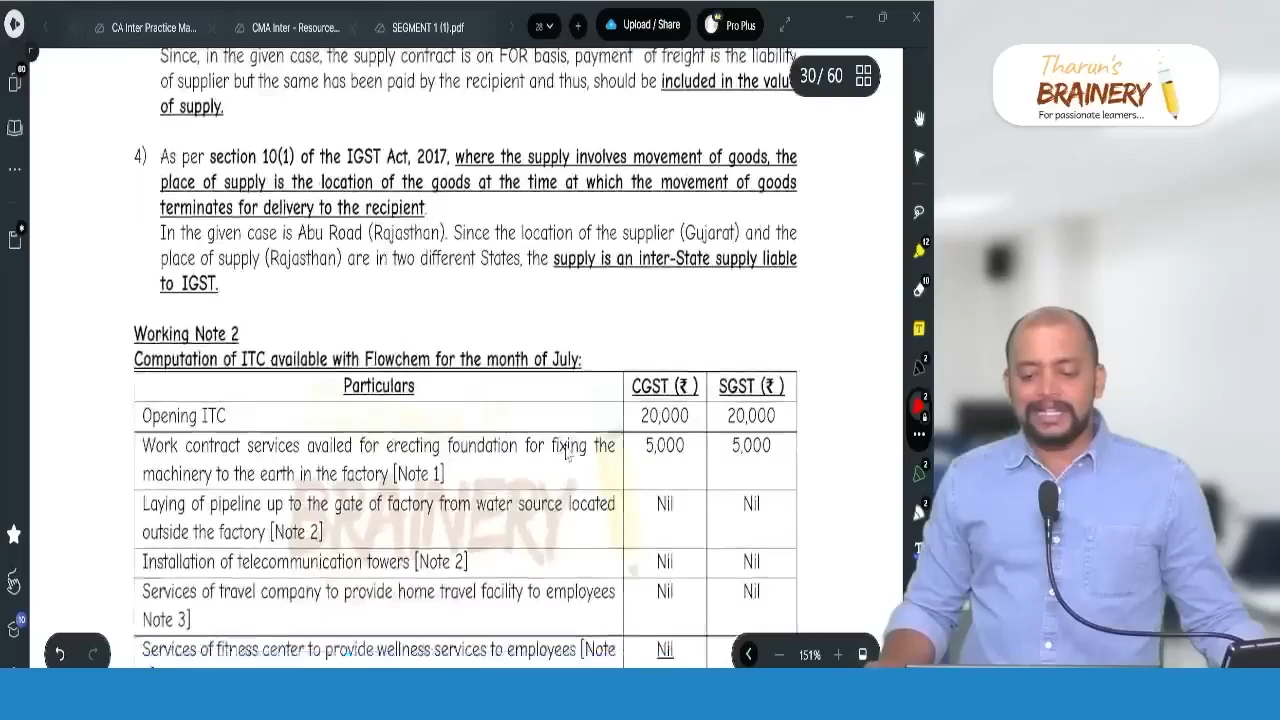 CA Inter Practice Ma...
CMA Inter - Resource...
SEGMENT 1 (1).pdf
28
Upload / Share
Pro Plus
Since, in the given case, the supply contract is on FOR basis, payment of freight is the liability
of supplier but the same has been paid by the recipient and thus, should be included in the valu
of supply.
30/60
Tharun's
BRAINERY
For passionate learners...
4) As per section 10(1) of the IGST Act, 2017, where the supply involves movement of goods, the
place of supply is the location of the goods at the time at which the movement of goods
terminates for delivery to the recipient.
In the given case is Abu Road (Rajasthan). Since the location of the supplier (Gujarat) and the
place of supply (Rajasthan) are in two different States, the supply is an inter-State supply liable
to IGST.
Working Note 2
Computation of ITC available with Flowchem for the month of July:
Particulars CGST (₹) SGST (₹)
Opening ITC 20,000 20,000
Work contract services availed for erecting foundation for fixing the 5,000 5,000
machinery to the earth in the factory [Note 1]
Laying of pipeline up to the gate of factory from water source located Nil Nil
outside the factory [Note 2]
Installation of telecommunication towers [Note 2] Nil Nil
Services of travel company to provide home travel facility to employees Nil Nil
Note 3]
Services of fitness center to provide wellness services to employees [Note Nil
BRAINERY
151%